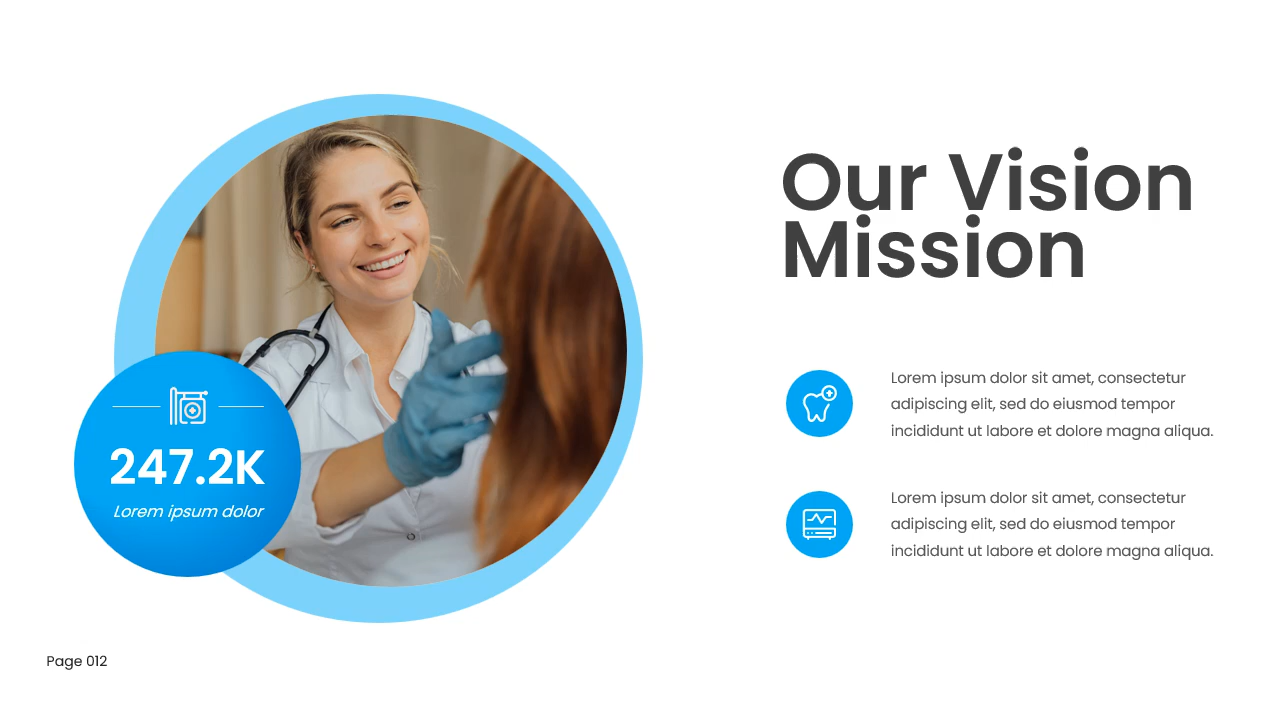 Our Vision
Mission
247.2K
Lorem ipsum dolor
Lorem ipsum dolor sit amet, consectetur
adipiscing elit, sed do eiusmod tempor
incididunt ut labore et dolore magna aliqua.
Lorem ipsum dolor sit amet, consectetur
adipiscing elit, sed do eiusmod tempor
incididunt ut labore et dolore magna aliqua.
Page 012